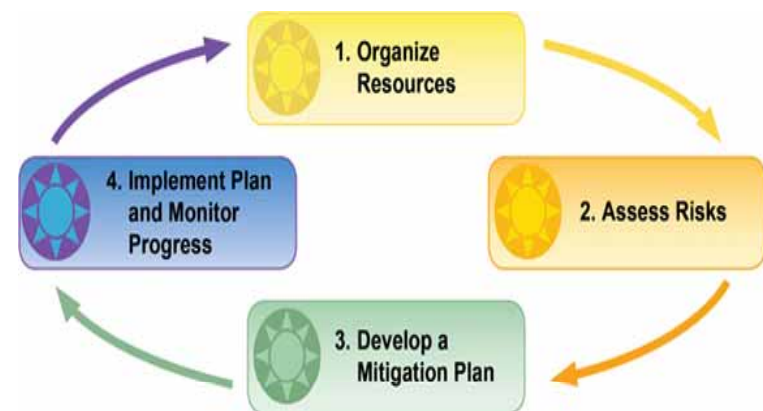 1. Organize
Resources
2. Assess Risks
3. Develop a
Mitigation Plan
4. Implement Plan
and Monitor
Progress